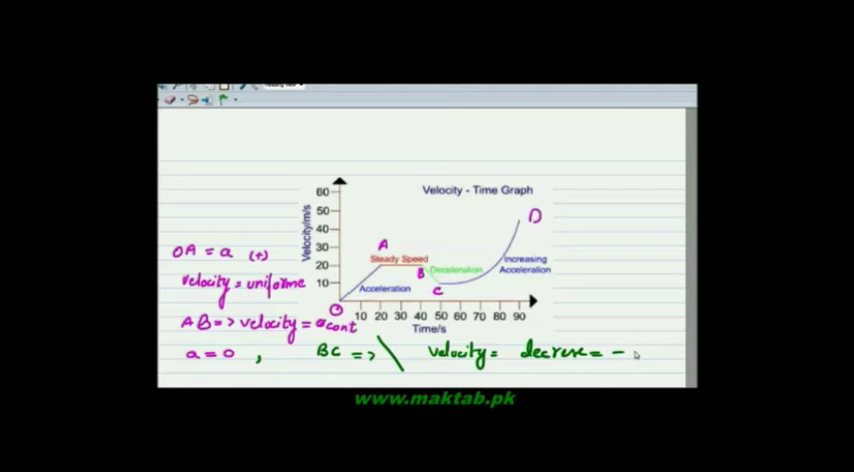 Velocity - Time Graph
Velocity/m/s
60
50
40
30
20
10
A
D
Steady Speed
B
Deceleration
Increasing
Acceleration
Acceleration
C
O
10 20 30 40 50 60 70 80 90
Time/s
OA = a (+)
velocity = uniforme
AB => velocity = cont
a = 0 ,
BC => \ velocity = decrese = -
www.maktab.pk